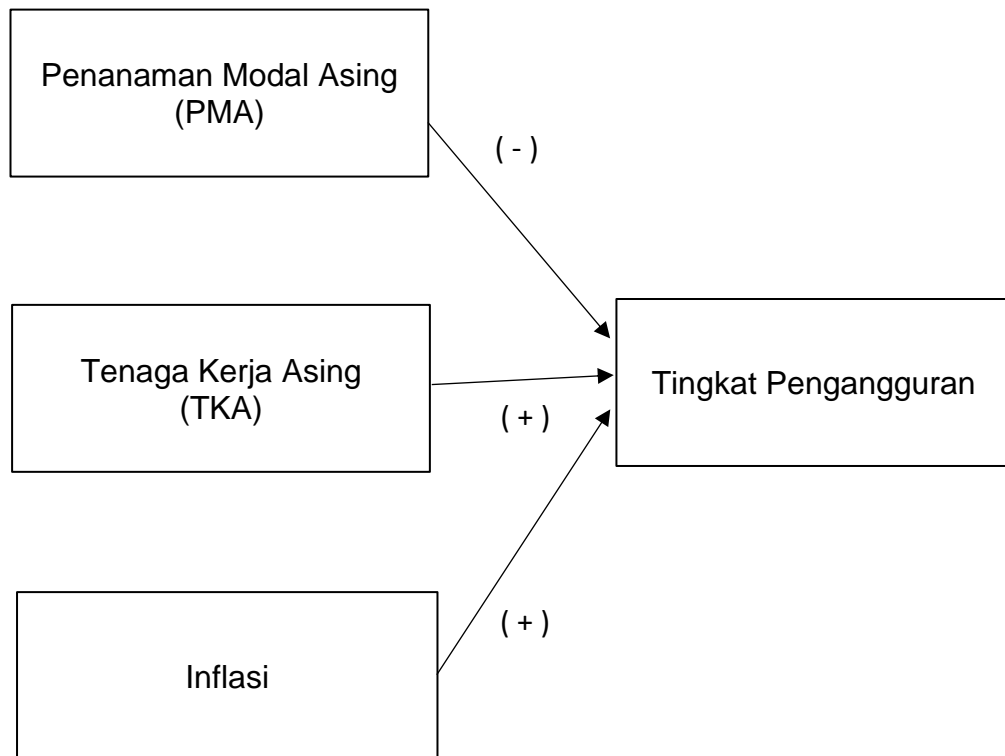 Penanaman Modal Asing
(PMA)
( - )
Tenaga Kerja Asing
(TKA)
( + )
Tingkat Pengangguran
( + )
Inflasi